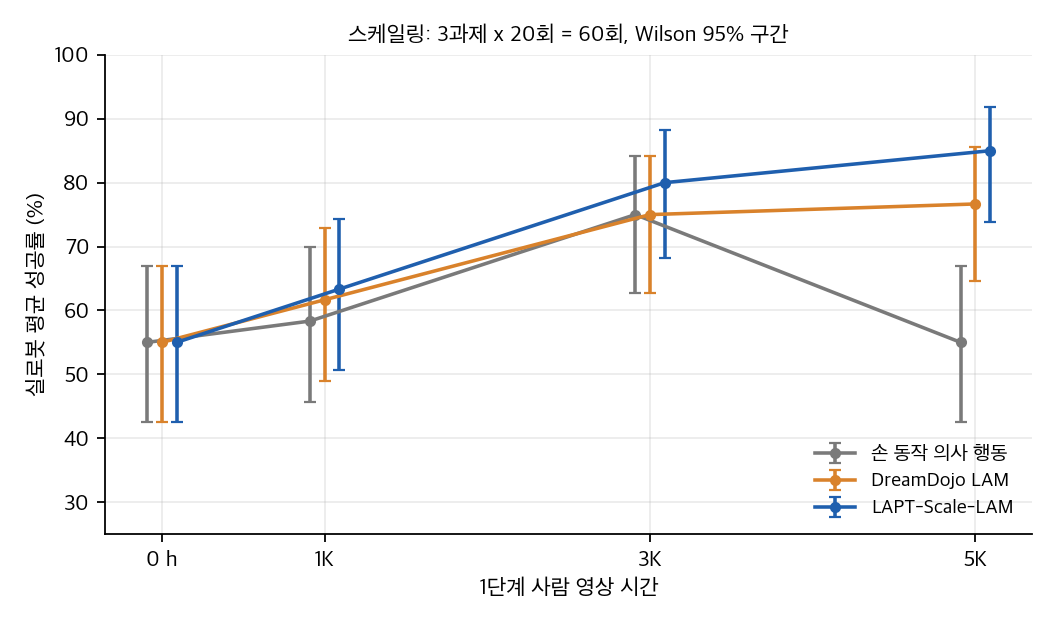 스케일링: 3과제 x 20회 = 60회, Wilson 95% 구간
실로봇 평균 성공률 (%)
100
90
80
70
60
50
40
30
손 동작 의사 행동
DreamDojo LAM
LAPT-Scale-LAM
0 h
1K
3K
5K
1단계 사람 영상 시간